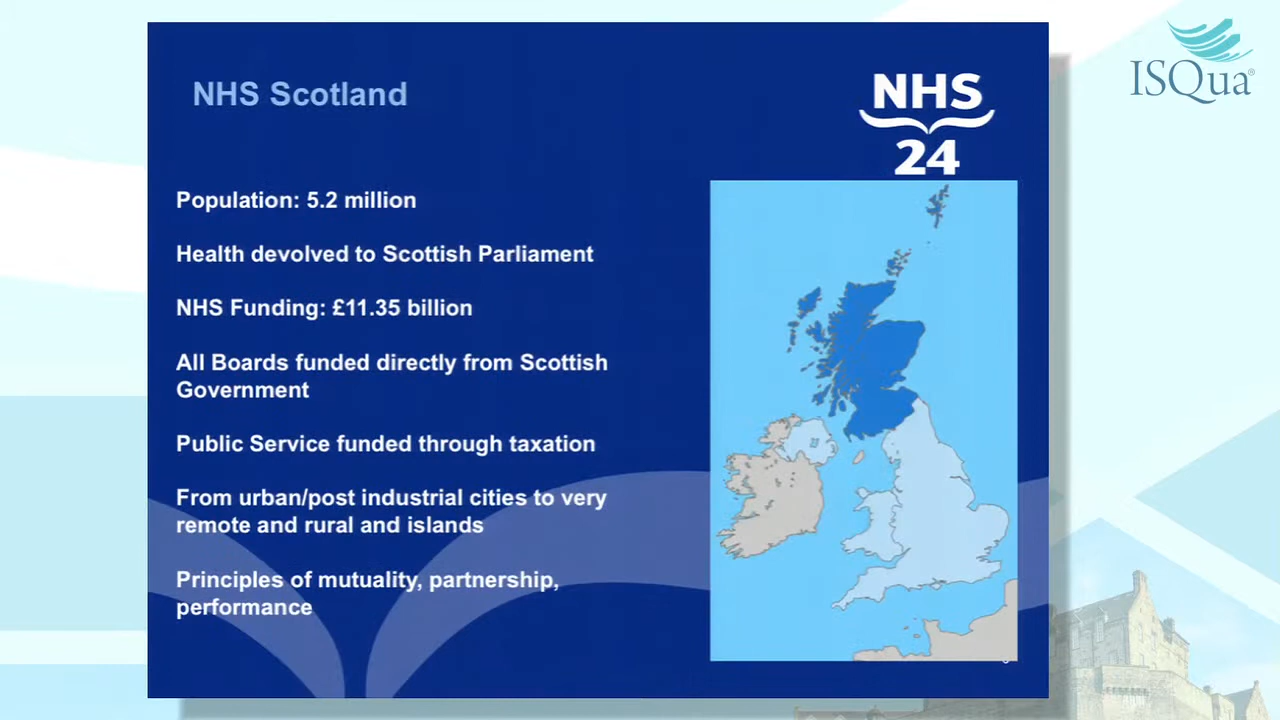 NHS Scotland
NHS
24
ISQua®
Population: 5.2 million
Health devolved to Scottish Parliament
NHS Funding: £11.35 billion
All Boards funded directly from Scottish
Government
Public Service funded through taxation
From urban/post industrial cities to very
remote and rural and islands
Principles of mutuality, partnership,
performance